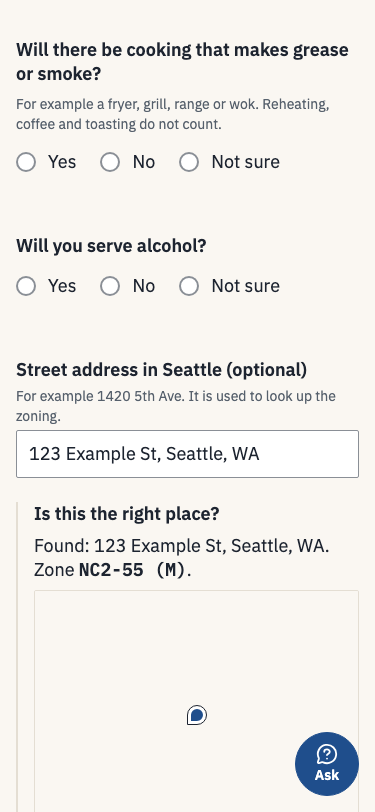 Will there be cooking that makes grease
or smoke?
For example a fryer, grill, range or wok. Reheating,
coffee and toasting do not count.
Yes No Not sure
Will you serve alcohol?
Yes No Not sure
Street address in Seattle (optional)
For example 1420 5th Ave. It is used to look up the
zoning.
123 Example St, Seattle, WA
Is this the right place?
Found: 123 Example St, Seattle, WA.
Zone NC2-55 (M).
Ask